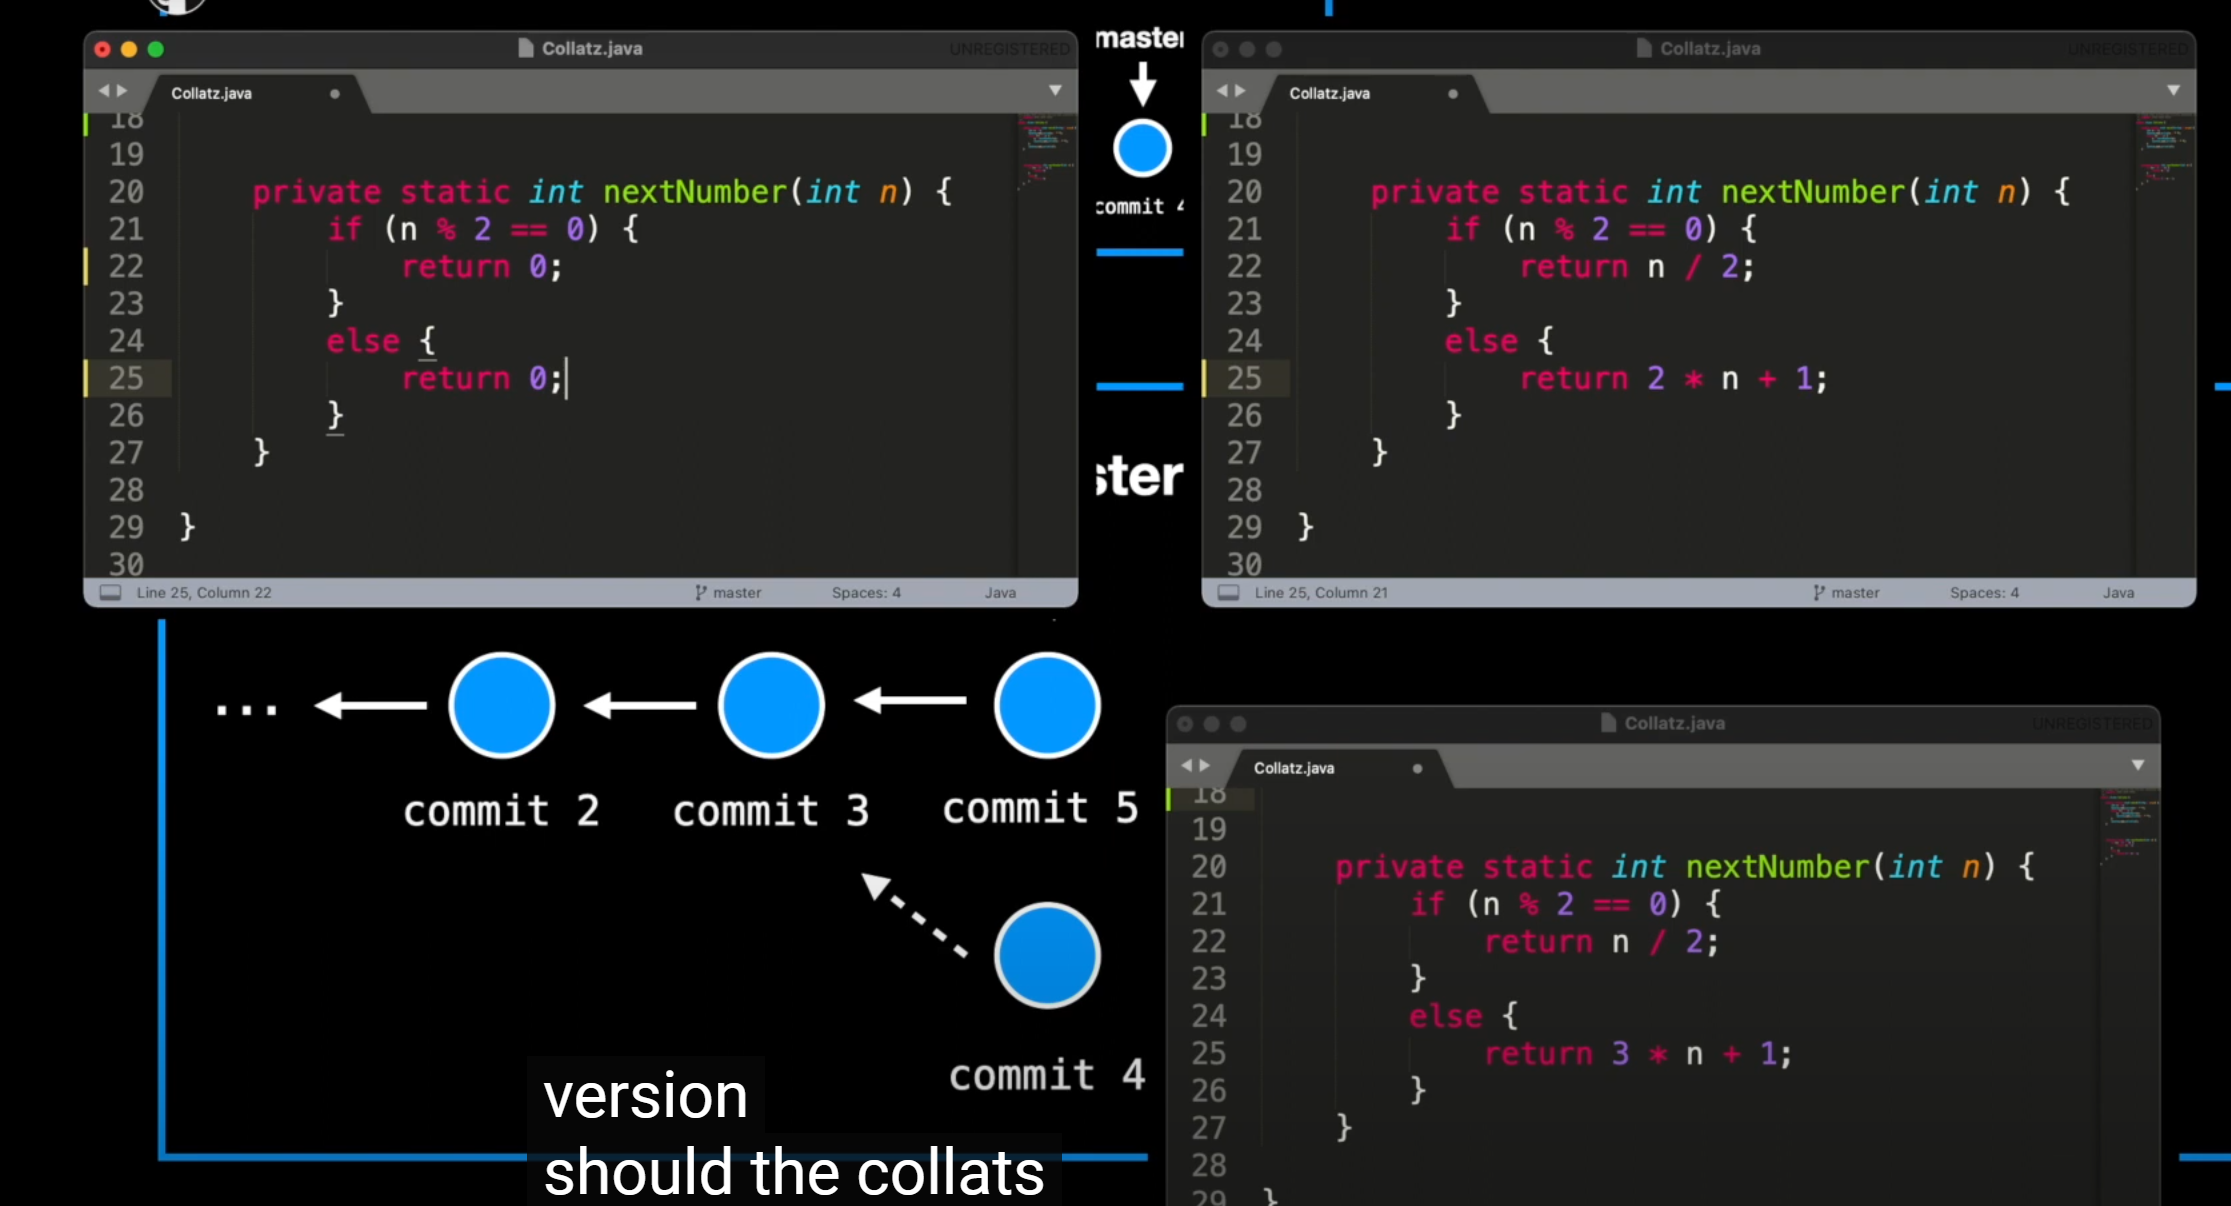 Collatz.java
UNREGISTERED
Collatz.java
18
19
20 private static int nextNumber(int n) {
21 if (n % 2 == 0) {
22 return 0;
23 }
24 else {
25 return 0;
26 }
27 }
28
29 }
30
Line 25, Column 22
master
Spaces: 4
Java
master
commit 4
ster
Collatz.java
UNREGISTERED
Collatz.java
18
19
20 private static int nextNumber(int n) {
21 if (n % 2 == 0) {
22 return n / 2;
23 }
24 else {
25 return 2 * n + 1;
26 }
27 }
28
29 }
30
Line 25, Column 21
master
Spaces: 4
Java
...
commit 2
commit 3
commit 5
commit 4
Collatz.java
UNREGISTERED
Collatz.java
18
19
20 private static int nextNumber(int n) {
21 if (n % 2 == 0) {
22 return n / 2;
23 }
24 else {
25 return 3 * n + 1;
26 }
27 }
28
29 }
version
should the collats